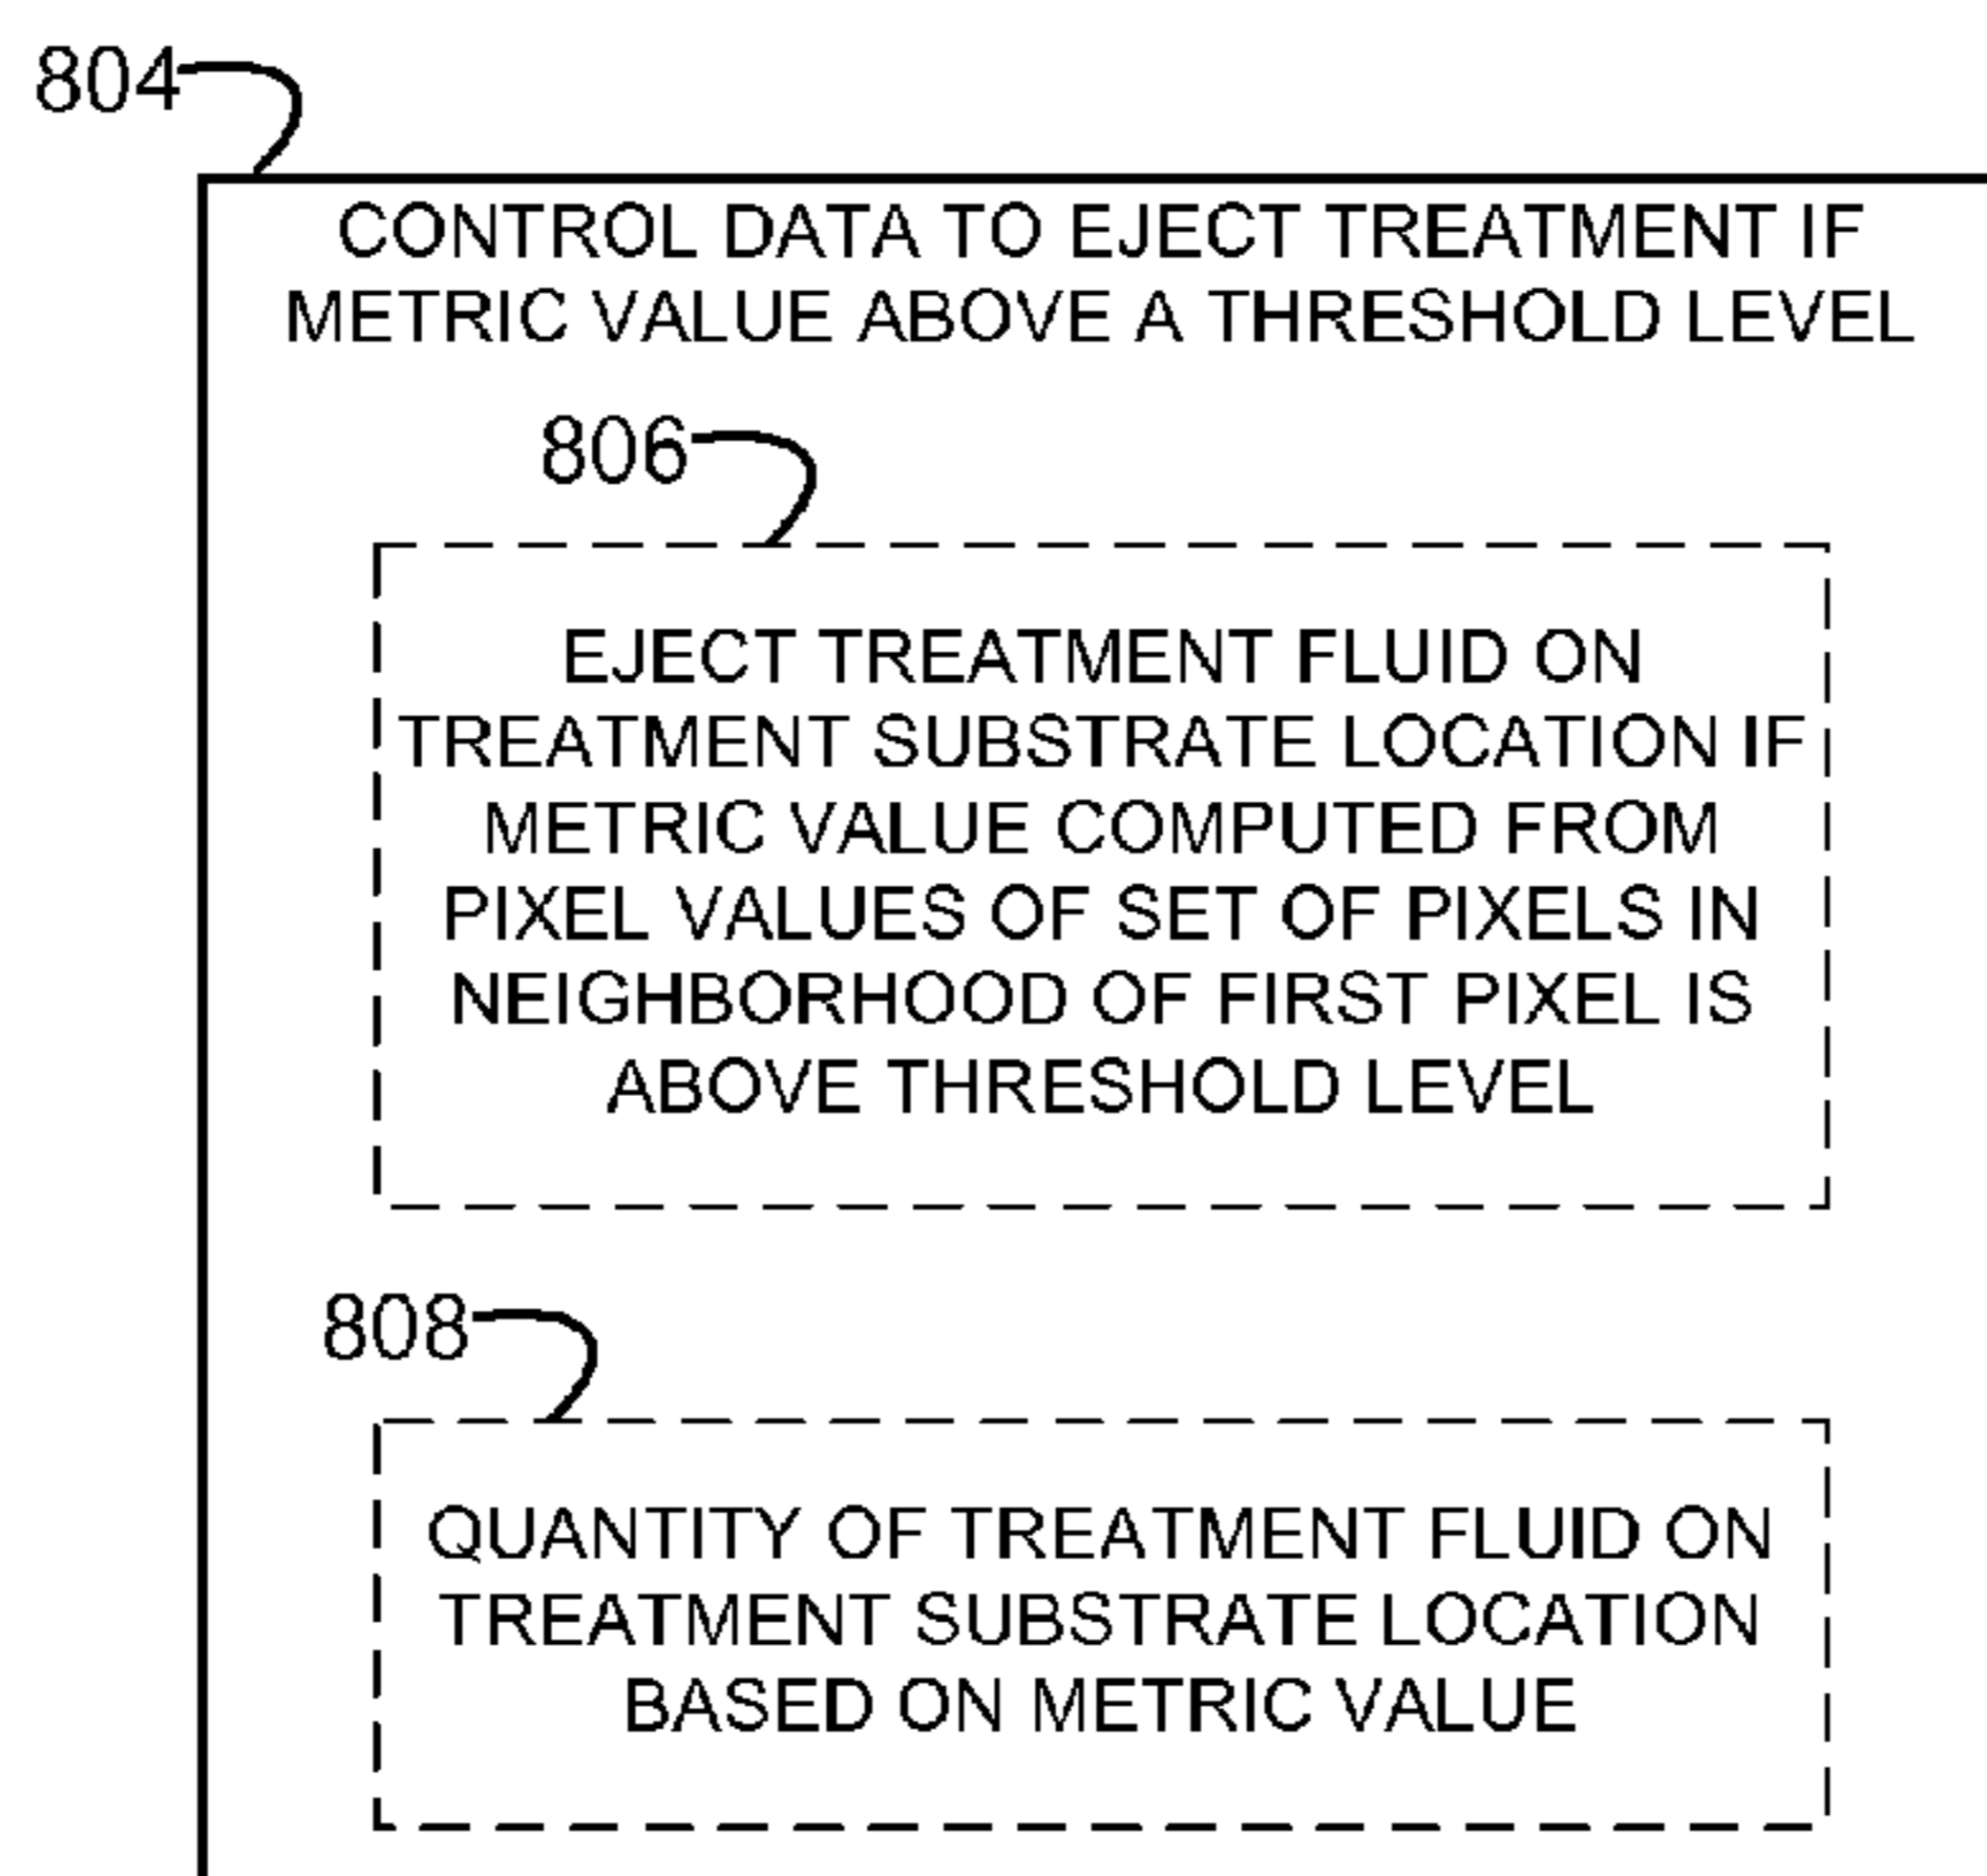 804
CONTROL DATA TO EJECT TREATMENT IF
METRIC VALUE ABOVE A THRESHOLD LEVEL
806
EJECT TREATMENT FLUID ON
TREATMENT SUBSTRATE LOCATION IF
METRIC VALUE COMPUTED FROM
PIXEL VALUES OF SET OF PIXELS IN
NEIGHBORHOOD OF FIRST PIXEL IS
ABOVE THRESHOLD LEVEL
808
QUANTITY OF TREATMENT FLUID ON
TREATMENT SUBSTRATE LOCATION
BASED ON METRIC VALUE